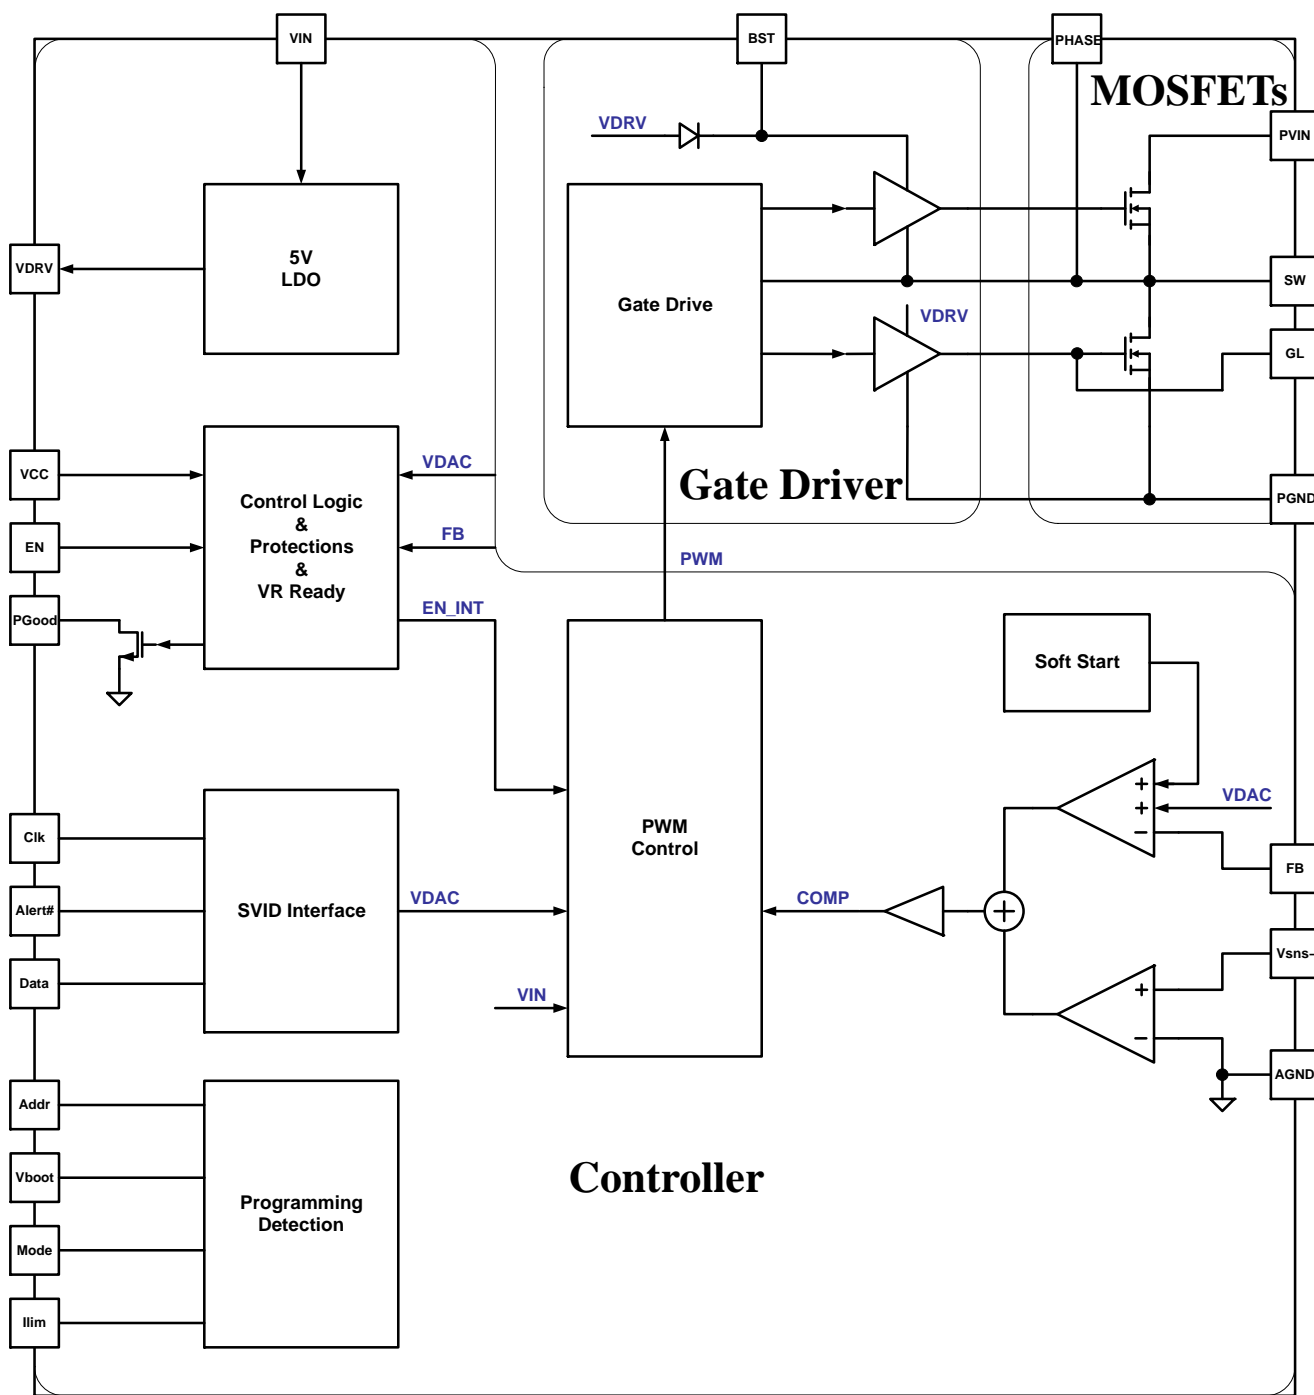 VIN
BST
PHASE
MOSFETs
VDRV
PVIN
5V
LDO
VDRV
Gate Drive
VDRV
SW
GL
VCC
Control Logic
&
Protections
&
VR Ready
VDAC
Gate Driver
PGND
EN
FB
PWM
PGood
EN_INT
Soft Start
+
+
−
VDAC
FB
Clk
PWM
Control
Alert#
SVID Interface
VDAC
COMP
+
Data
VIN
Vsns-
+
−
AGND
Addr
Vboot
Programming
Detection
Mode
Ilim
Controller